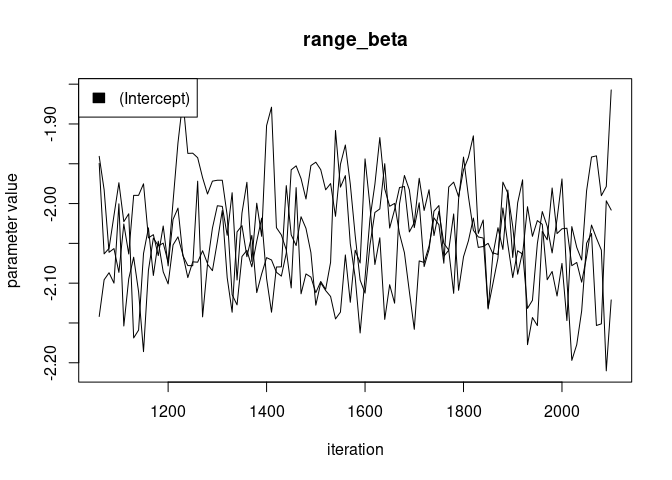 range_beta
(Intercept)
parameter value
-1.90
-2.00
-2.10
-2.20
1200 1400 1600 1800 2000
iteration